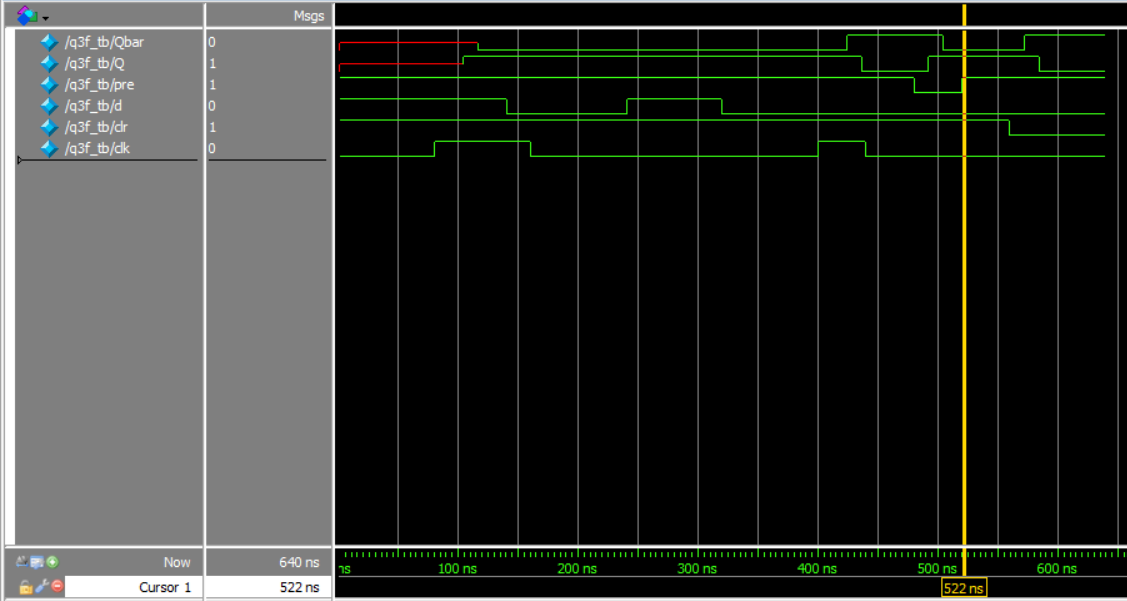 Msgs
/q3f_tb/Qbar 0
/q3f_tb/Q 1
/q3f_tb/pre 1
/q3f_tb/d 0
/q3f_tb/clr 1
/q3f_tb/clk 0
Now 640 ns
ns 100 ns 200 ns 300 ns 400 ns 500 ns 600 ns
Cursor 1 522 ns
522 ns